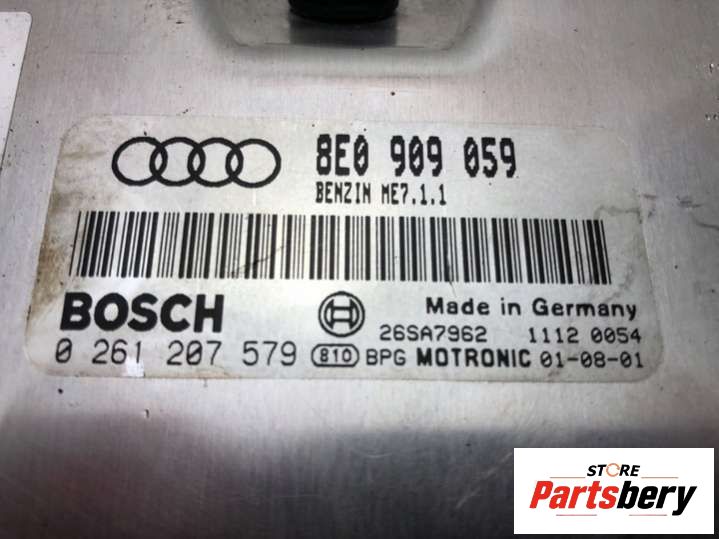 8E0 909 059
BENZIN ME7.1.1
BOSCH
Made in Germany
26SA7962 1112 0054
0 261 207 579 810 BPG MOTRONIC 01-08-01
STORE
Partsbery